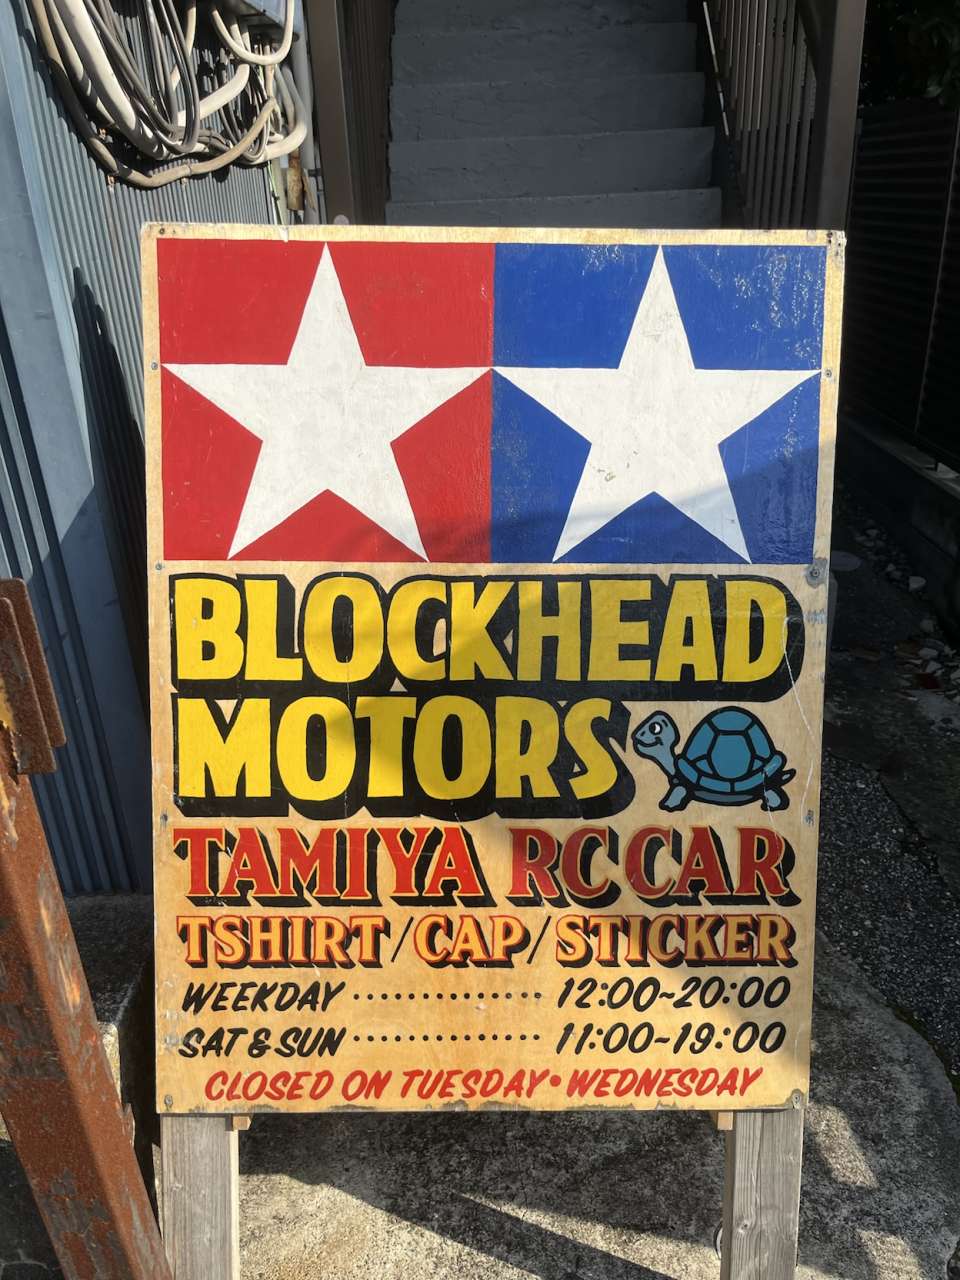 BLOCKHEAD
MOTORS
TAMIYA RC CAR
TSHIRT/CAP/STICKER
WEEKDAY ················ 12:00~20:00
SAT & SUN ················ 11:00~19:00
CLOSED ON TUESDAY•WEDNESDAY